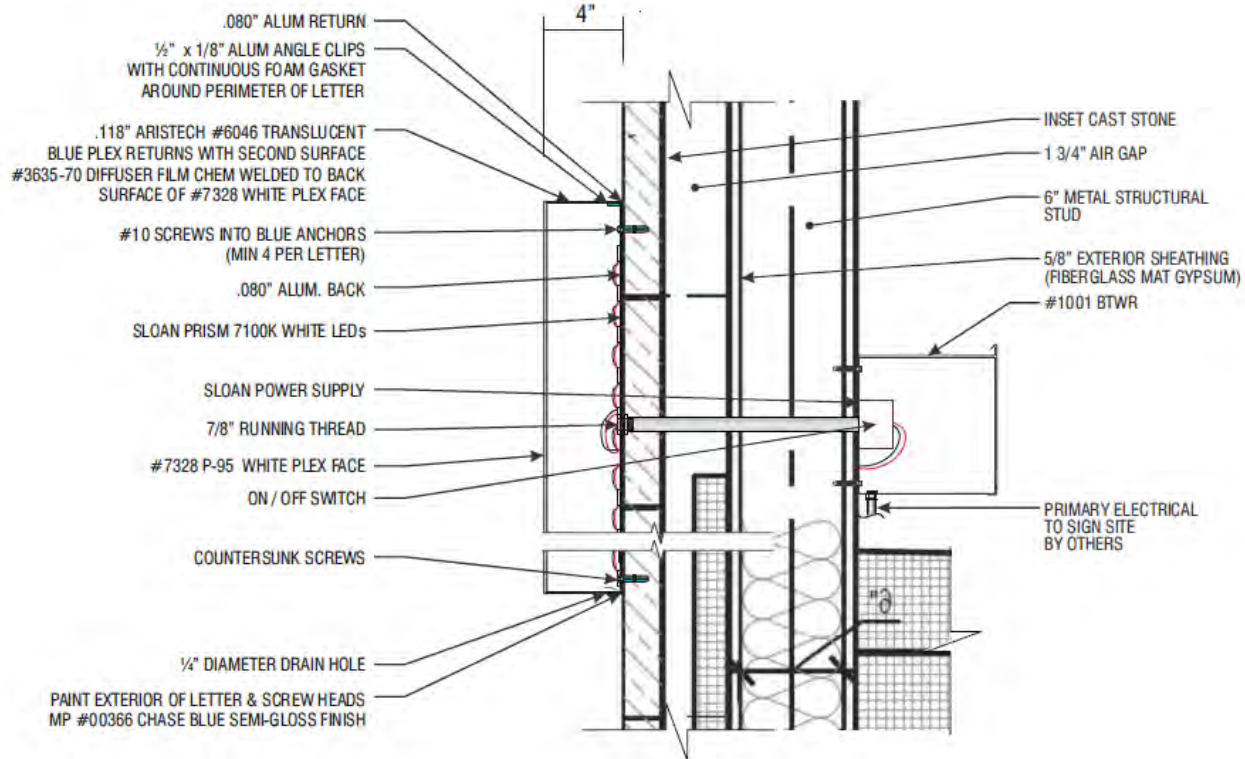 4"
.080" ALUM RETURN
½" x 1/8" ALUM ANGLE CLIPS
WITH CONTINUOUS FOAM GASKET
AROUND PERIMETER OF LETTER
.118" ARISTECH #6046 TRANSLUCENT
BLUE PLEX RETURNS WITH SECOND SURFACE
#3635-70 DIFFUSER FILM CHEM WELDED TO BACK
SURFACE OF #7328 WHITE PLEX FACE
#10 SCREWS INTO BLUE ANCHORS
(MIN 4 PER LETTER)
.080" ALUM. BACK
SLOAN PRISM 7100K WHITE LEDs
SLOAN POWER SUPPLY
7/8" RUNNING THREAD
#7328 P-95 WHITE PLEX FACE
ON / OFF SWITCH
COUNTERSUNK SCREWS
¼" DIAMETER DRAIN HOLE
PAINT EXTERIOR OF LETTER & SCREW HEADS
MP #00366 CHASE BLUE SEMI-GLOSS FINISH
INSET CAST STONE
1 3/4" AIR GAP
6" METAL STRUCTURAL
STUD
5/8" EXTERIOR SHEATHING
(FIBERGLASS MAT GYPSUM)
#1001 BTWR
PRIMARY ELECTRICAL
TO SIGN SITE
BY OTHERS
6"